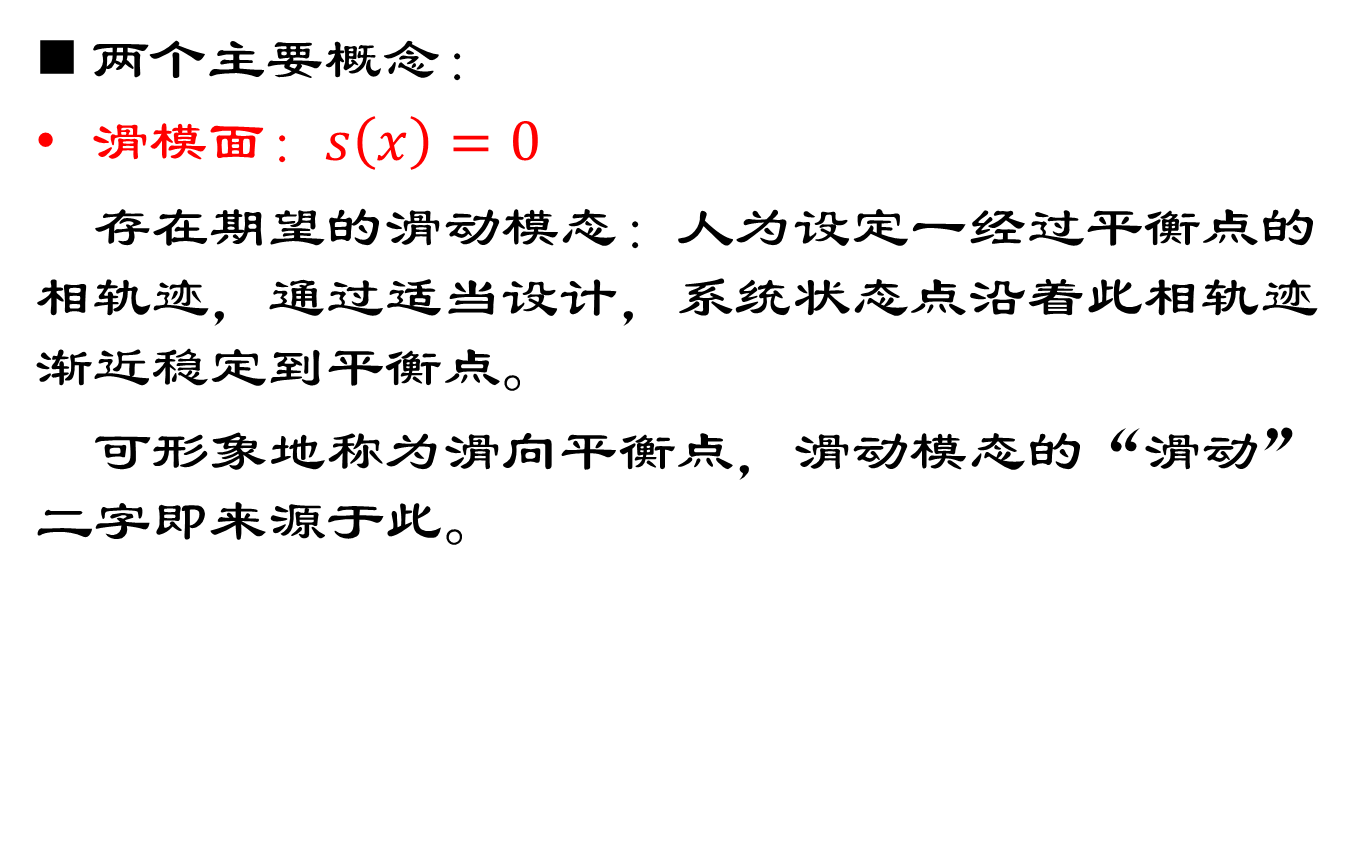 ■ 两个主要概念：
• 滑模面：s(x) = 0
存在期望的滑动模态：人为设定一经过平衡点的
相轨迹，通过适当设计，系统状态点沿着此相轨迹
渐近稳定到平衡点。
可形象地称为滑向平衡点，滑动模态的“滑动”
二字即来源于此。